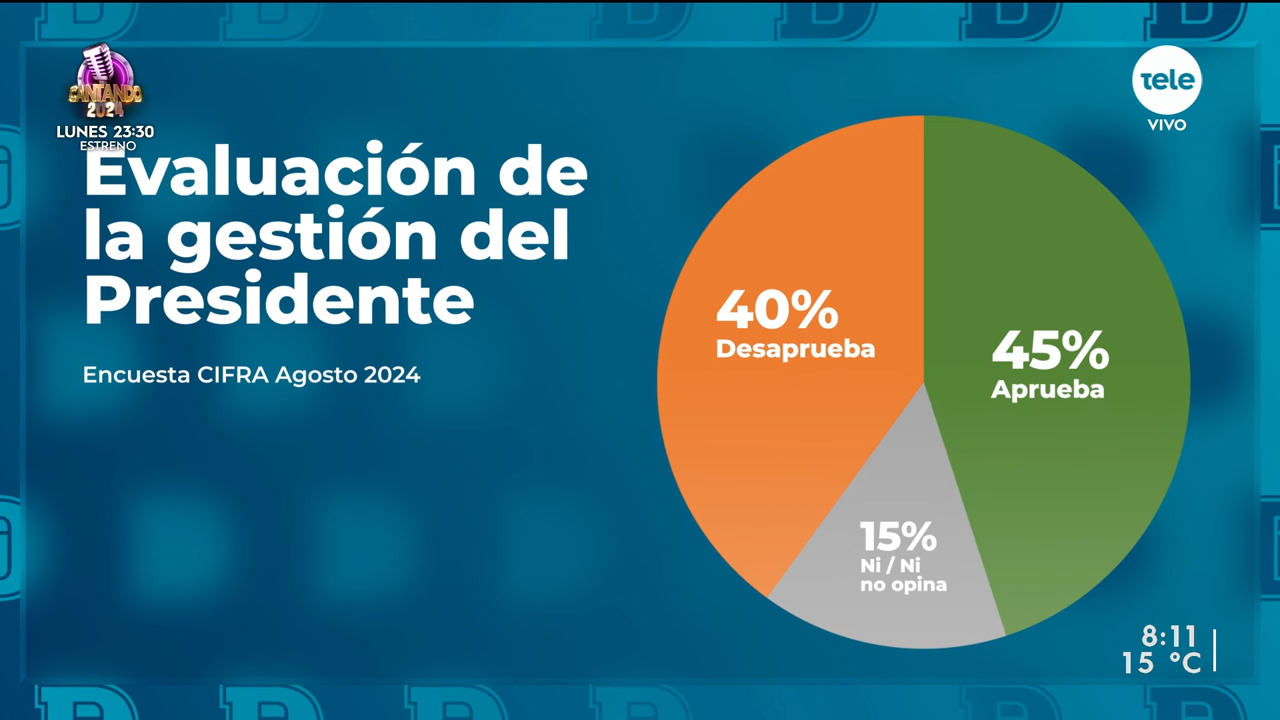 CANTANDO
2024
LUNES 23:30
ESTRENO
tele
VIVO
Evaluación de
la gestión del
Presidente
Encuesta CIFRA Agosto 2024
40%
Desaprueba
45%
Aprueba
15%
Ni / Ni
no opina
8:11
15 °C